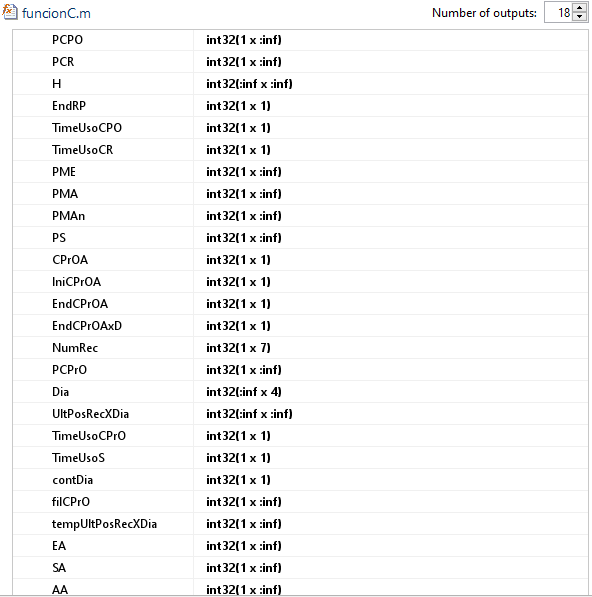 funcionC.m Number of outputs: 18
PCPO int32(1 x :inf)
PCR int32(1 x :inf)
H int32(:inf x :inf)
EndRP int32(1 x 1)
TimeUsoCPO int32(1 x 1)
TimeUsoCR int32(1 x 1)
PME int32(1 x :inf)
PMA int32(1 x :inf)
PMAn int32(1 x :inf)
PS int32(1 x :inf)
CPrOA int32(1 x 1)
IniCPrOA int32(1 x 1)
EndCPrOA int32(1 x 1)
EndCPrOAxD int32(1 x 1)
NumRec int32(1 x 7)
PCPrO int32(1 x :inf)
Dia int32(:inf x 4)
UltPosRecXDia int32(:inf x :inf)
TimeUsoCPrO int32(1 x 1)
TimeUsoS int32(1 x 1)
contDia int32(1 x 1)
filCPrO int32(1 x :inf)
tempUltPosRecXDia int32(1 x :inf)
EA int32(1 x :inf)
SA int32(1 x :inf)
AA int32(1 x :inf)